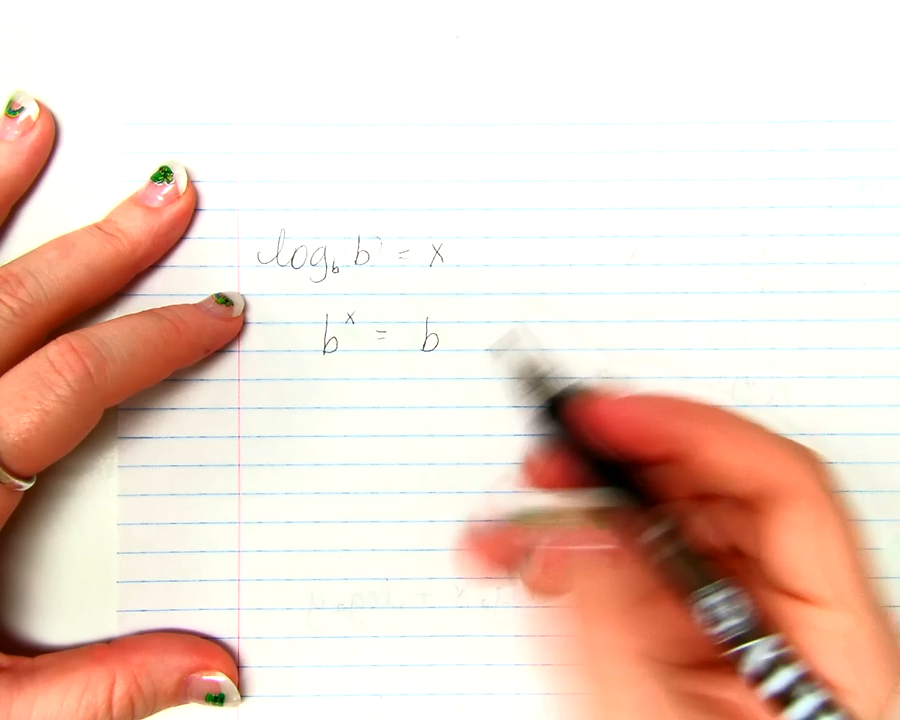 log_b b = x
b^x = b